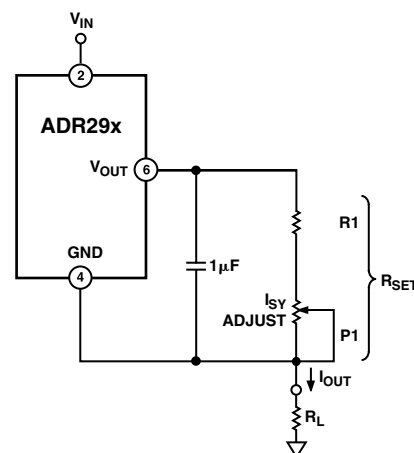 V_IN
2
ADR29x
V_OUT 6
GND
4
1µF
R1
I_SY
ADJUST
R_SET
P1
I_OUT
R_L